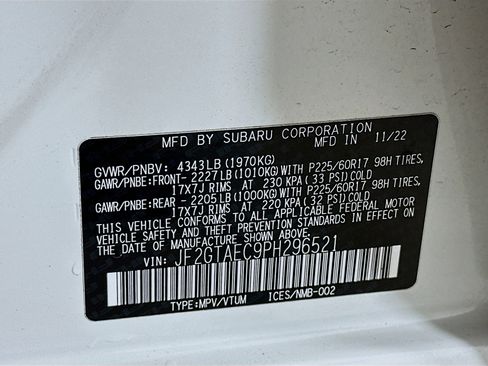 MFD BY SUBARU CORPORATION MFD IN 11/22
GVWR/PNBV: 4343LB(1970KG)
GAWR/PNBE:FRONT-2227LB(1010KG)WITH P225/60R17 98H TIRES,
17X7J RIMS AT 230 KPA(33 PSI)COLD
GAWR/PNBE:REAR -2205LB(1000KG)WITH P225/60R17 98H TIRES,
17X7J RIMS AT 220 KPA(32 PSI)COLD
THIS VEHICLE CONFORMS TO ALL APPLICABLE FEDERAL MOTOR
VEHICLE SAFETY AND THEFT PREVENTION STANDARDS IN EFFECT ON
THE DATE OF MANUFACTURE SHOWN ABOVE.
VIN: JF2GTAEC9PH296521
TYPE:MPV/VTUM ICES/NMB-002